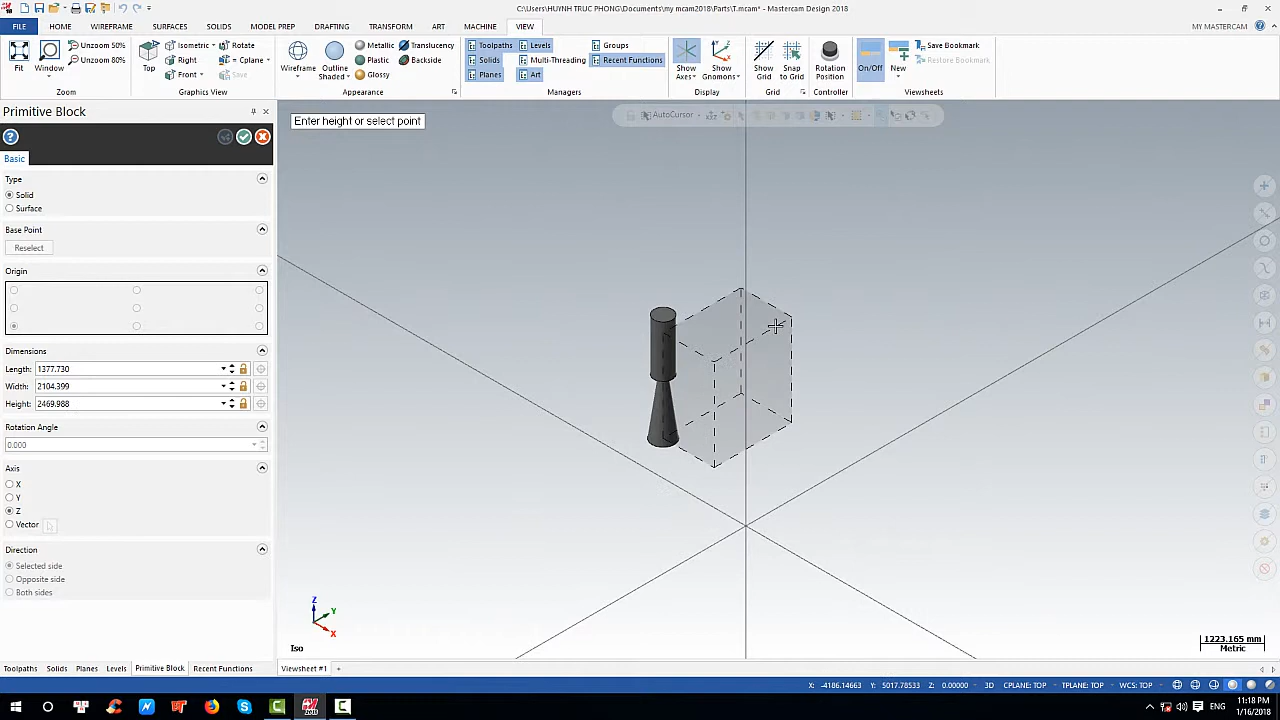 C:\Users\HUYNH TRUC PHONG\Documents\my mcam2018\Parts\T.mcam* - Mastercam Design 2018
FILE HOME WIREFRAME SURFACES SOLIDS MODEL PREP DRAFTING TRANSFORM ART MACHINE VIEW MY MASTERCAM
Fit
Window
Unzoom 50%
Unzoom 80%
Zoom
Top
Isometric
Right
Front
Rotate
= Cplane
Save
Graphics View
Wireframe
Outline Shaded
Metallic
Plastic
Glossy
Translucency
Backside
Appearance
Toolpaths
Solids
Planes
Levels
Multi-Threading
Art
Groups
Recent Functions
Managers
Show Axes
Show Gnomons
Display
Show Grid
Snap to Grid
Grid
Rotation Position
Controller
On/Off
New
Save Bookmark
Restore Bookmark
Viewsheets
Primitive Block
Basic
Type
Solid
Surface
Base Point
Reselect
Origin
Dimensions
Length: 1377.730
Width: 2104.399
Height: 2469.988
Rotation Angle
0.000
Axis
X
Y
Z
Vector
Direction
Selected side
Opposite side
Both sides
Enter height or select point
AutoCursor
Z
Y
X
Iso
1223.165 mm
Metric
Toolpaths Solids Planes Levels Primitive Block Recent Functions
Viewsheet #1 +
X: -4186.14663 Y: 5017.78533 Z: 0.00000 3D CPLANE: TOP TPLANE: TOP WCS: TOP
ENG
11:18 PM
1/16/2018